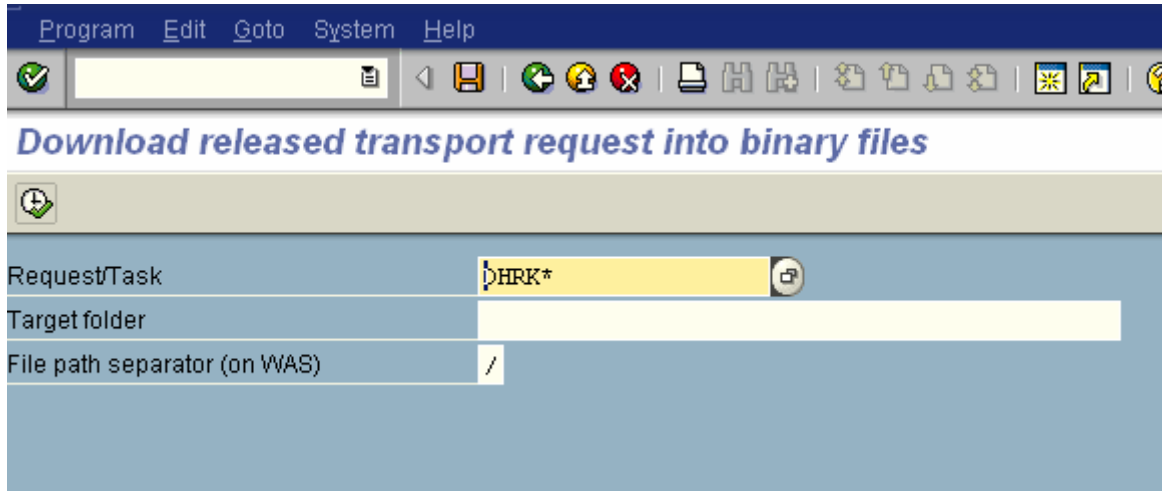 Program Edit Goto System Help
Download released transport request into binary files
Request/Task DHRK*
Target folder
File path separator (on WAS) /